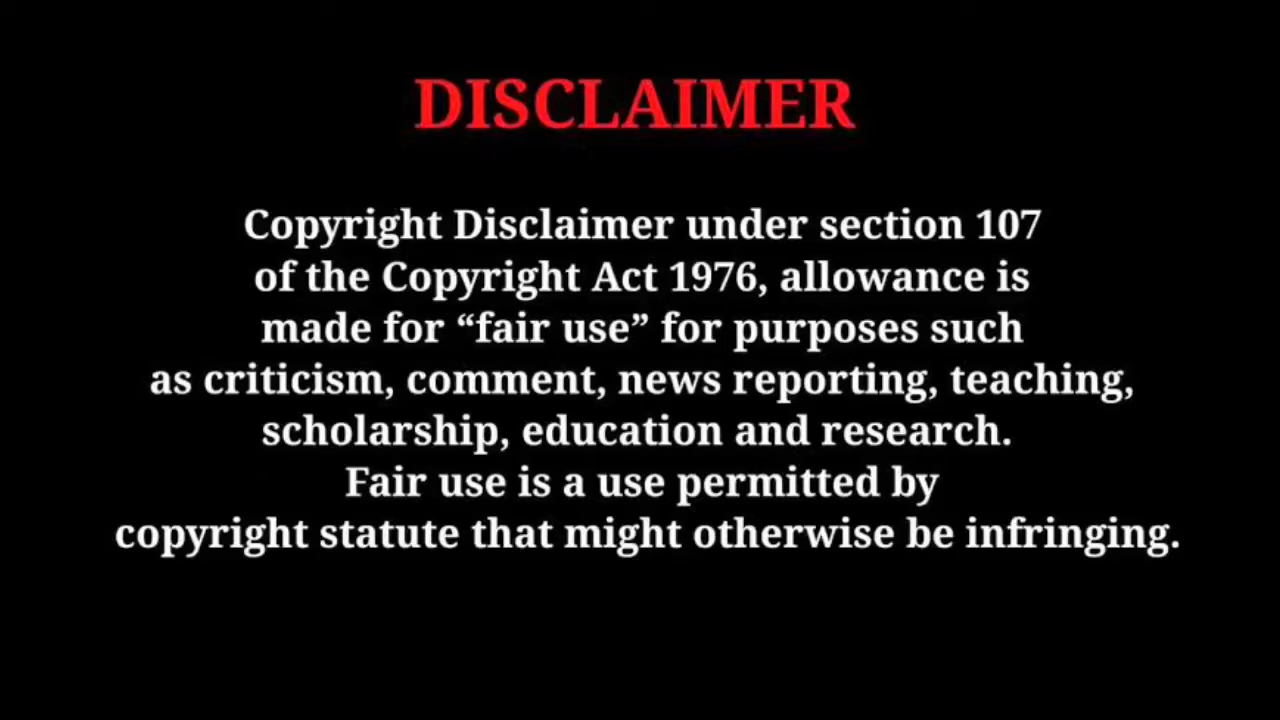 DISCLAIMER
Copyright Disclaimer under section 107
of the Copyright Act 1976, allowance is
made for “fair use” for purposes such
as criticism, comment, news reporting, teaching,
scholarship, education and research.
Fair use is a use permitted by
copyright statute that might otherwise be infringing.